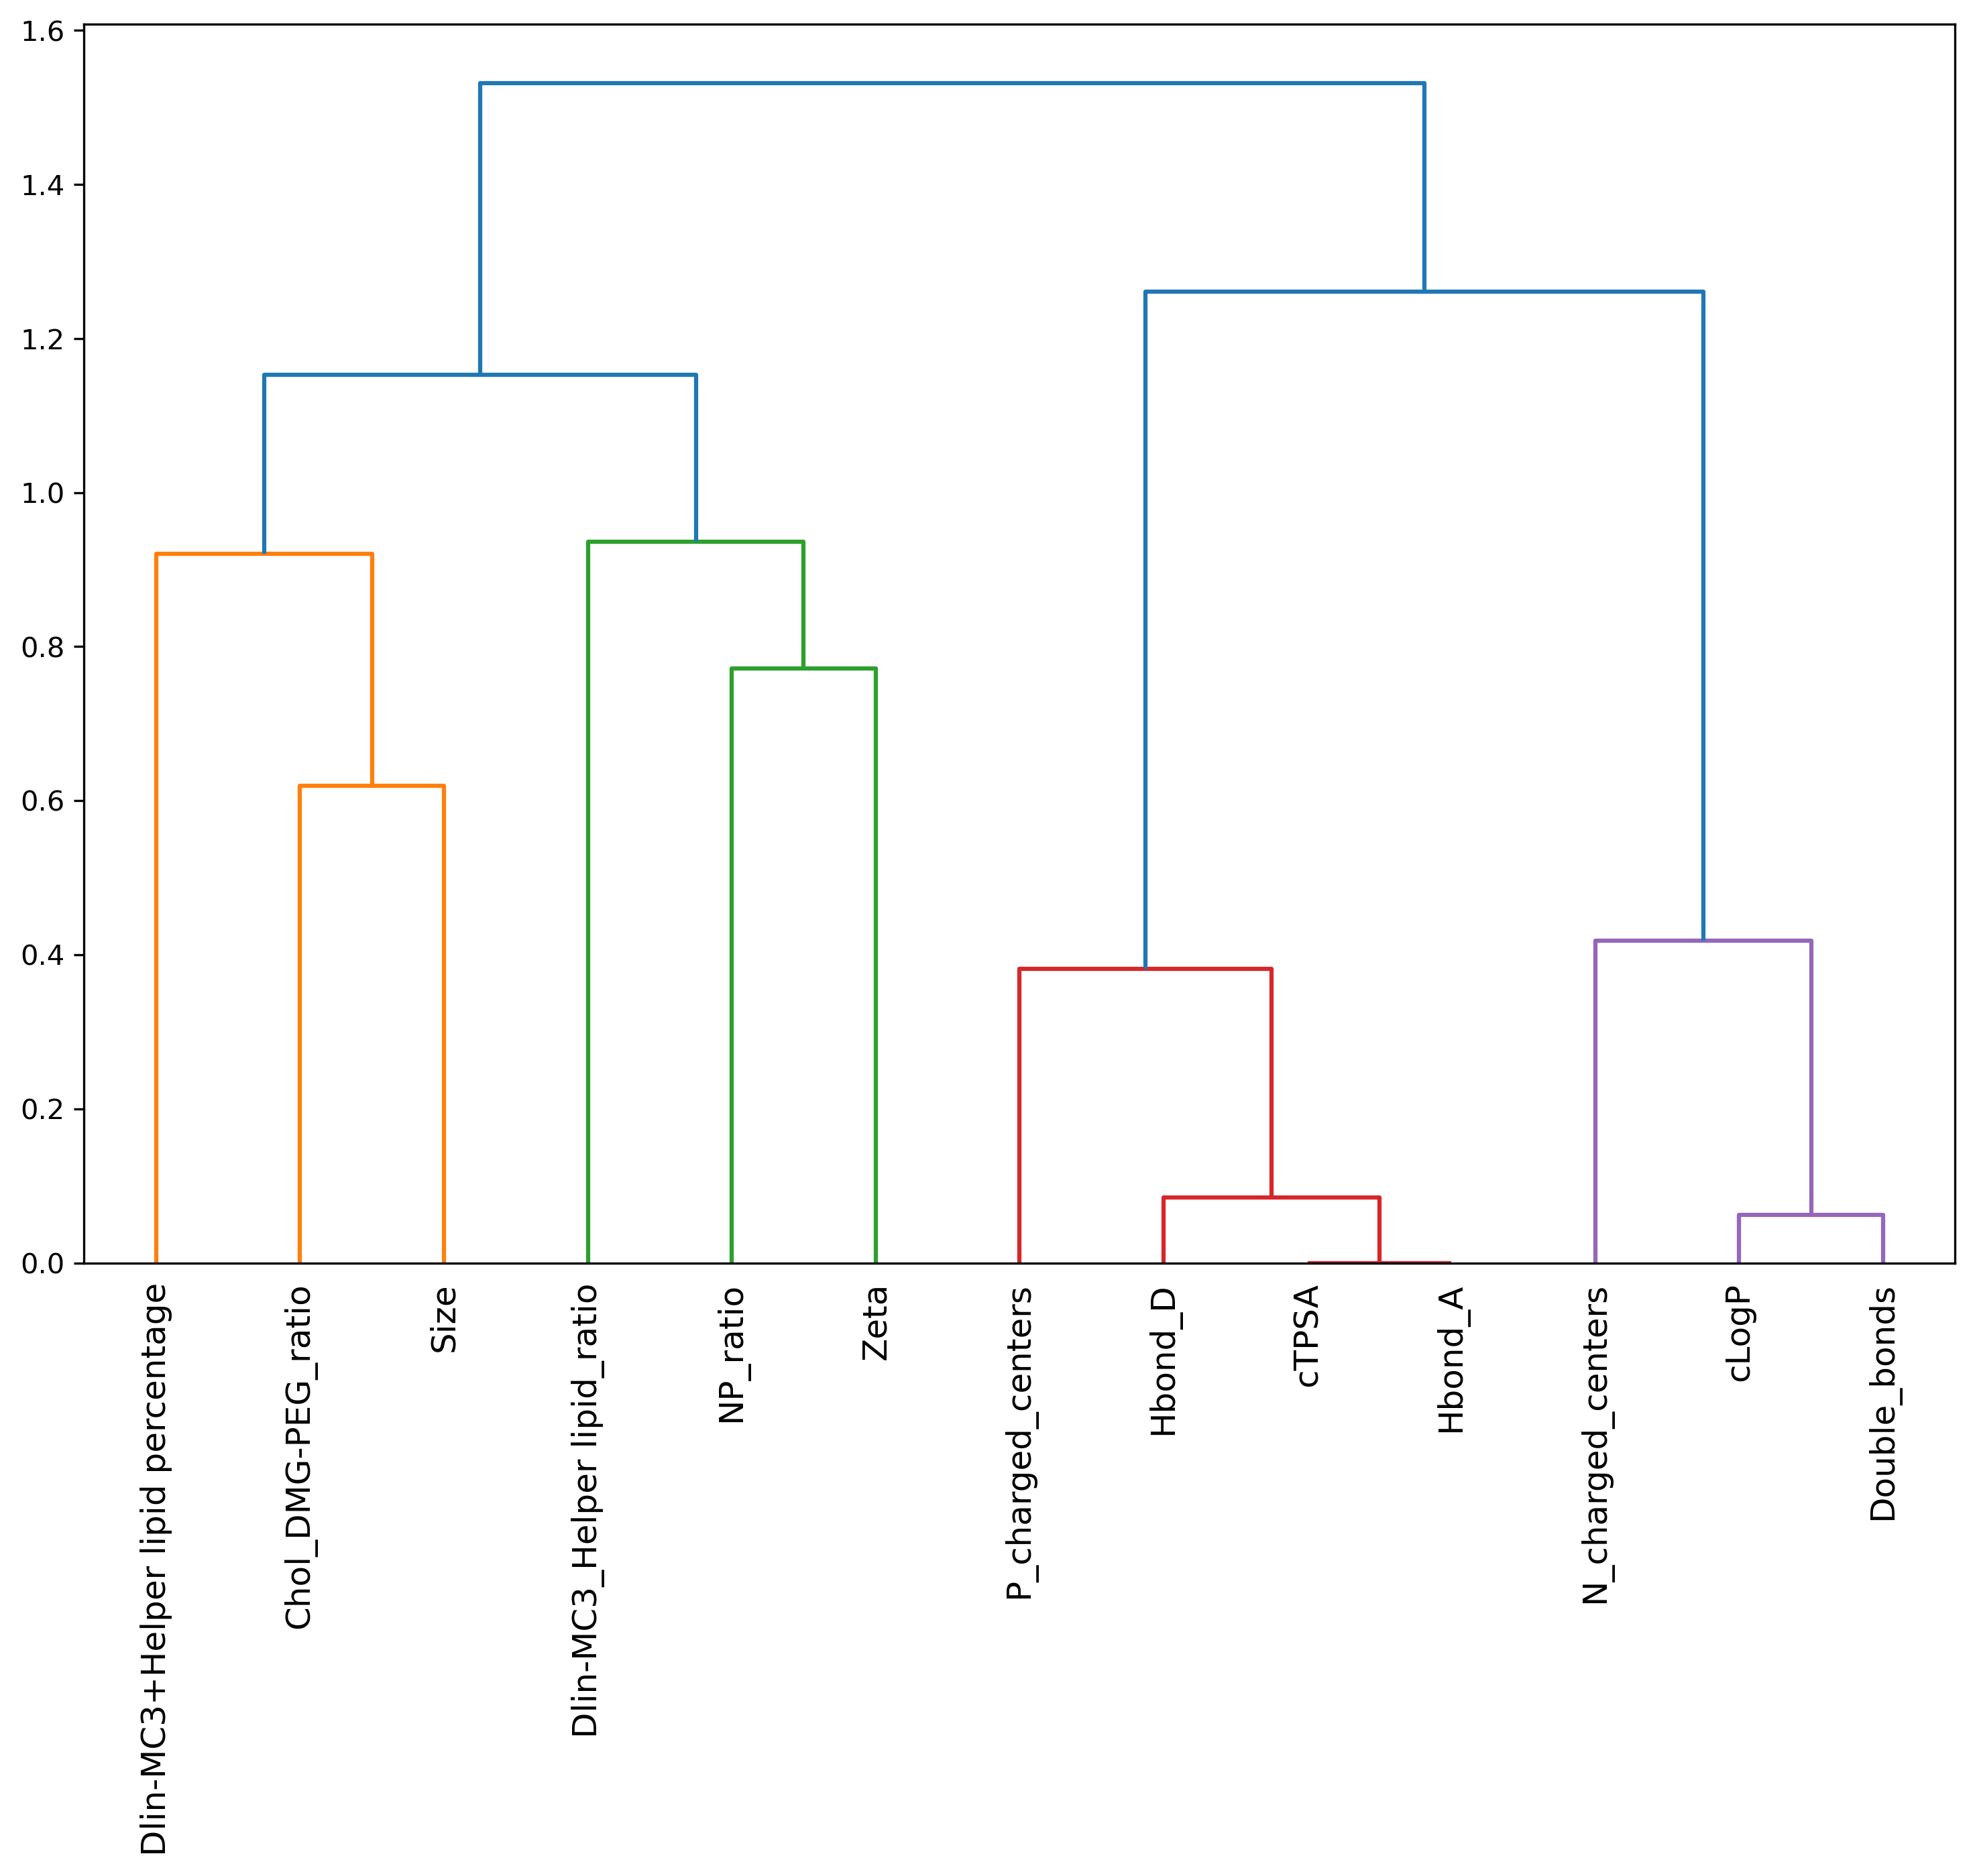 1.6
1.4
1.2
1.0
0.8
0.6
0.4
0.2
0.0
Dlin-MC3+Helper lipid percentage
Chol_DMG-PEG_ratio
Size
Dlin-MC3_Helper lipid_ratio
NP_ratio
Zeta
P_charged_centers
Hbond_D
cTPSA
Hbond_A
N_charged_centers
cLogP
Double_bonds